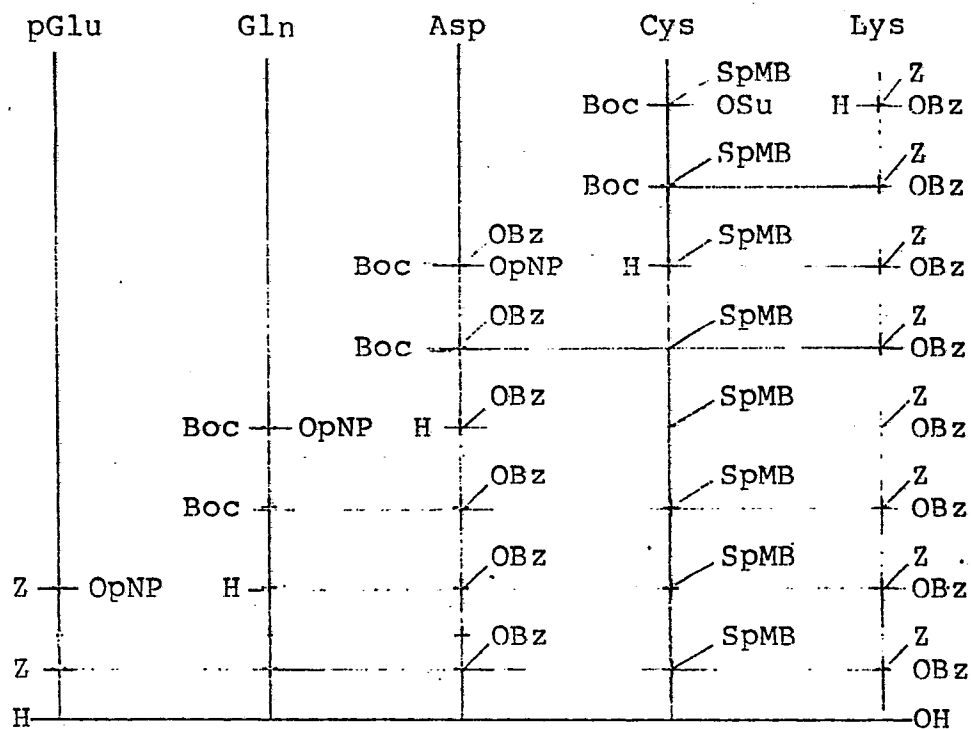 pGlu Gln Asp Cys Lys
SpMB Z
Boc OSu H OBz
SpMB Z
Boc OBz
OBz SpMB Z
Boc OpNP H OBz
OBz SpMB Z
Boc OBz
OBz SpMB Z
Boc OpNP H OBz
OBz SpMB Z
Boc OBz
OBz SpMB Z
Z OpNP H OBz
OBz SpMB Z
Z OBz
H OH